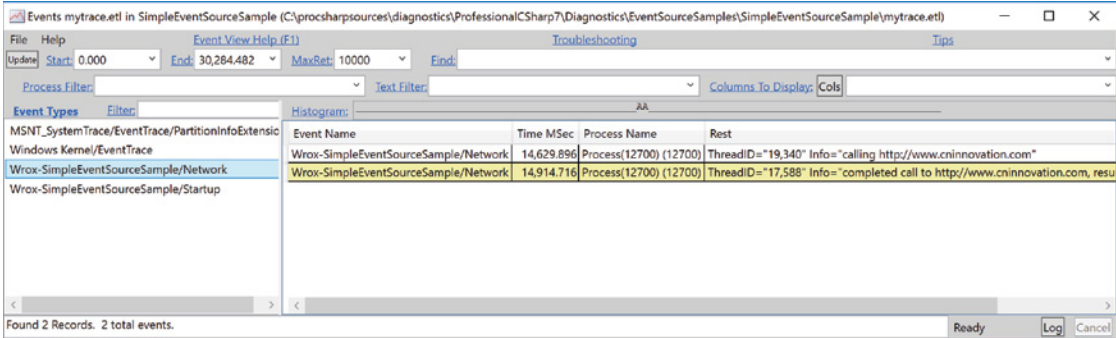 Events mytrace.etl in SimpleEventSourceSample (C:\procsharpsources\diagnostics\ProfessionalCSharp7\Diagnostics\EventSourceSamples\SimpleEventSourceSample\mytrace.etl)
File Help Event View Help (F1) Troubleshooting Tips
Update Start: 0.000 End: 30,284.482 MaxRet: 10000 Find:
Process Filter: Text Filter: Columns To Display: Cols
Event Types Filter: Histogram: AA
MSNT_SystemTrace/EventTrace/PartitionInfoExtensio
Windows Kernel/EventTrace
Wrox-SimpleEventSourceSample/Network
Wrox-SimpleEventSourceSample/Startup
Event Name Time MSec Process Name Rest
Wrox-SimpleEventSourceSample/Network 14,629.896 Process(12700) (12700) ThreadID="19,340" Info="calling http://www.cninnovation.com"
Wrox-SimpleEventSourceSample/Network 14,914.716 Process(12700) (12700) ThreadID="17,588" Info="completed call to http://www.cninnovation.com, resu
Found 2 Records. 2 total events. Ready Log Cancel